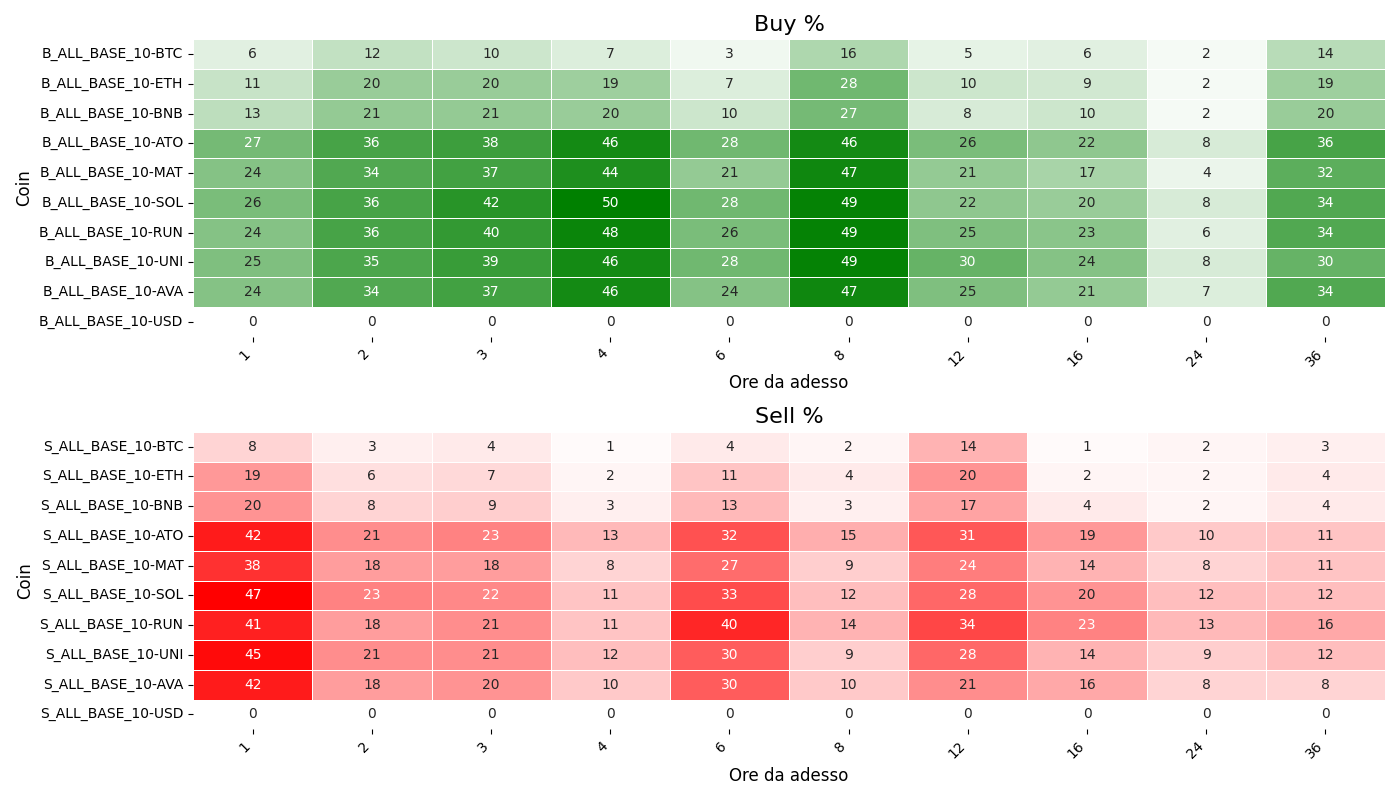 Buy %
B_ALL_BASE_10-BTC 6 12 10 7 3 16 5 6 2 14
B_ALL_BASE_10-ETH 11 20 20 19 7 28 10 9 2 19
B_ALL_BASE_10-BNB 13 21 21 20 10 27 8 10 2 20
B_ALL_BASE_10-ATO 27 36 38 46 28 46 26 22 8 36
B_ALL_BASE_10-MAT 24 34 37 44 21 47 21 17 4 32
B_ALL_BASE_10-SOL 26 36 42 50 28 49 22 20 8 34
B_ALL_BASE_10-RUN 24 36 40 48 26 49 25 23 6 34
B_ALL_BASE_10-UNI 25 35 39 46 28 49 30 24 8 30
B_ALL_BASE_10-AVA 24 34 37 46 24 47 25 21 7 34
B_ALL_BASE_10-USD 0 0 0 0 0 0 0 0 0 0
Coin
1 2 3 4 6 8 12 16 24 36
Ore da adesso
Sell %
S_ALL_BASE_10-BTC 8 3 4 1 4 2 14 1 2 3
S_ALL_BASE_10-ETH 19 6 7 2 11 4 20 2 2 4
S_ALL_BASE_10-BNB 20 8 9 3 13 3 17 4 2 4
S_ALL_BASE_10-ATO 42 21 23 13 32 15 31 19 10 11
S_ALL_BASE_10-MAT 38 18 18 8 27 9 24 14 8 11
S_ALL_BASE_10-SOL 47 23 22 11 33 12 28 20 12 12
S_ALL_BASE_10-RUN 41 18 21 11 40 14 34 23 13 16
S_ALL_BASE_10-UNI 45 21 21 12 30 9 28 14 9 12
S_ALL_BASE_10-AVA 42 18 20 10 30 10 21 16 8 8
S_ALL_BASE_10-USD 0 0 0 0 0 0 0 0 0 0
Coin
1 2 3 4 6 8 12 16 24 36
Ore da adesso